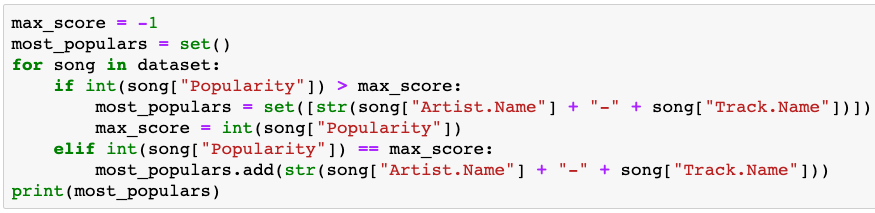 max_score = -1
most_populars = set()
for song in dataset:
    if int(song["Popularity"]) > max_score:
        most_populars = set([str(song["Artist.Name"] + "-" + song["Track.Name"])])
        max_score = int(song["Popularity"])
    elif int(song["Popularity"]) == max_score:
        most_populars.add(str(song["Artist.Name"] + "-" + song["Track.Name"]))
print(most_populars)